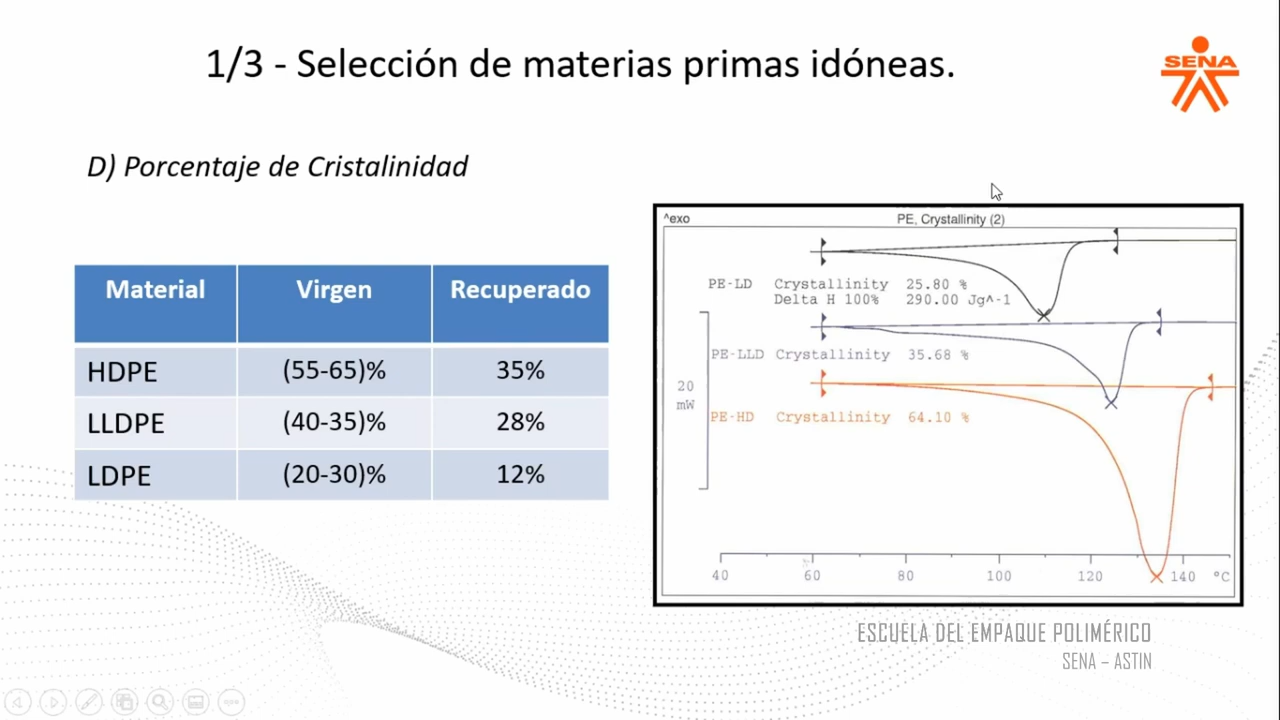 1/3 - Selección de materias primas idóneas.
SENA
D) Porcentaje de Cristalinidad
Material Virgen Recuperado
HDPE (55-65)% 35%
LLDPE (40-35)% 28%
LDPE (20-30)% 12%
^exo
PE, Crystallinity (2)
PE-LD Crystallinity 25.80 %
Delta H 100% 290.00 Jg^-1
PE-LLD Crystallinity 35.68 %
20
mW
PE-HD Crystallinity 64.10 %
40 60 80 100 120 140 °C
ESCUELA DEL EMPAQUE POLIMÉRICO
SENA – ASTIN